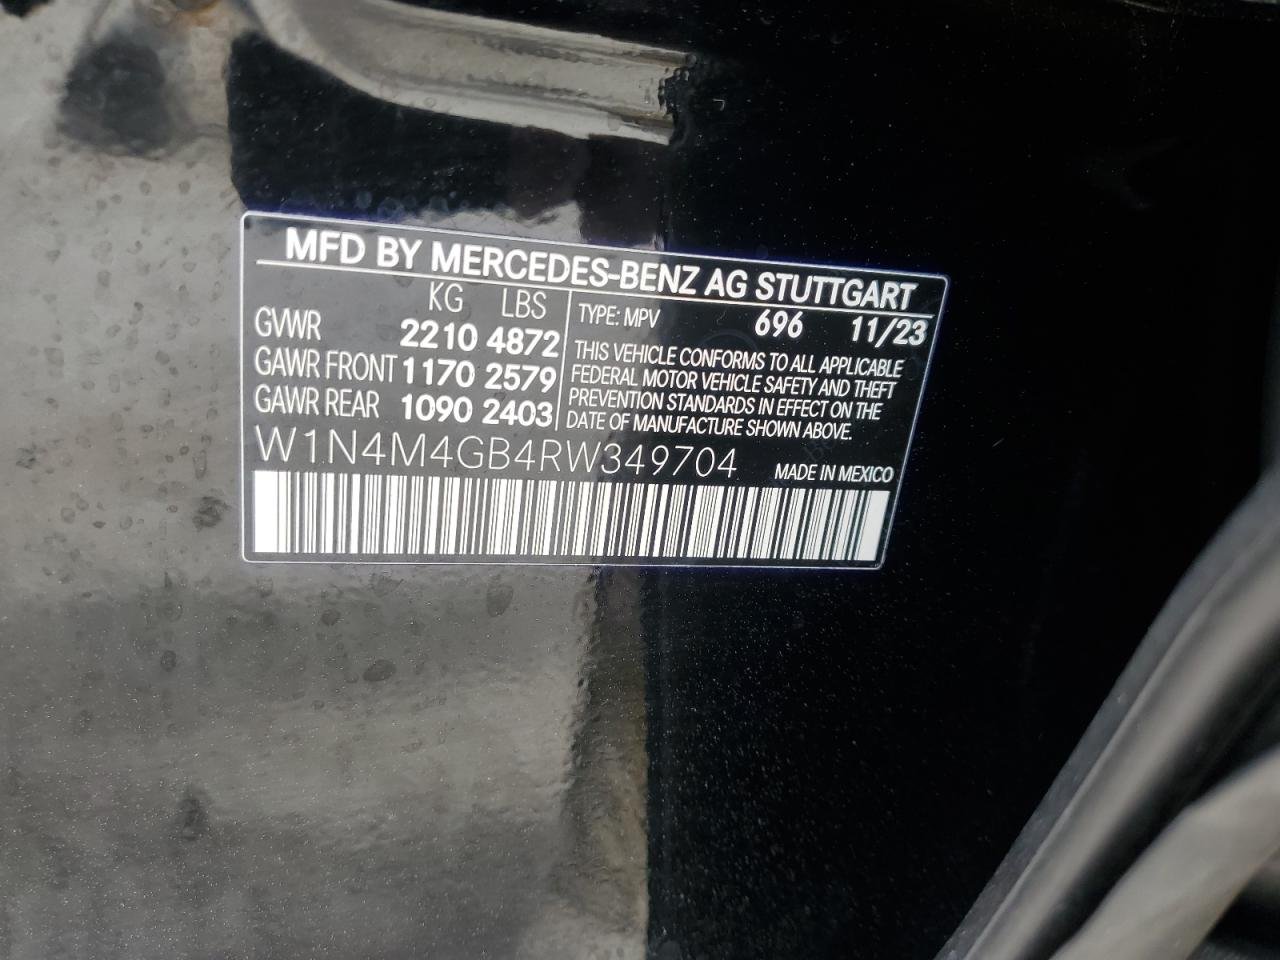 MFD BY MERCEDES-BENZ AG STUTTGART
KG LBS
GVWR 2210 4872
GAWR FRONT 1170 2579
GAWR REAR 1090 2403
TYPE: MPV 696 11/23
THIS VEHICLE CONFORMS TO ALL APPLICABLE
FEDERAL MOTOR VEHICLE SAFETY AND THEFT
PREVENTION STANDARDS IN EFFECT ON THE
DATE OF MANUFACTURE SHOWN ABOVE.
W1N4M4GB4RW349704
MADE IN MEXICO